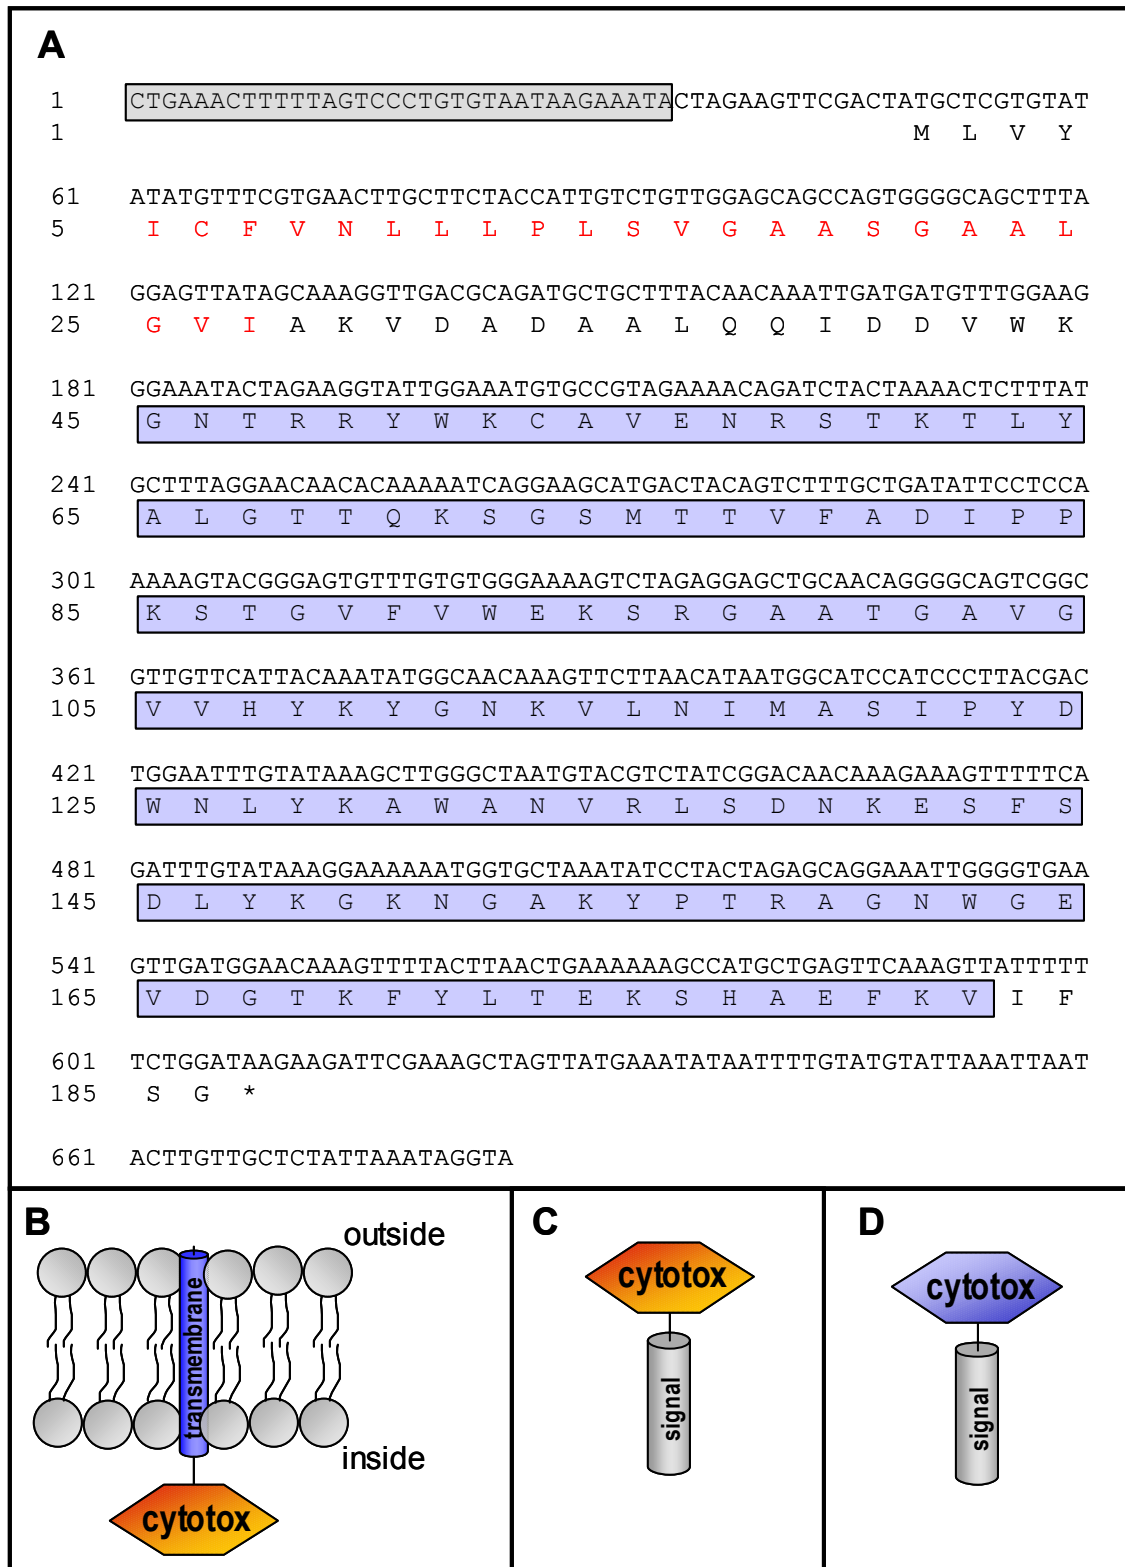 A
1 CTGAAACTTTTTAGTCCCTGTGTAATAAGAAATACTAGAAGTTCGACTATGCTCGTGTAT
1 M L V Y
61 ATATGTTTCGTGAACTTGCTTCTACCATTGTCTGTTGGAGCAGCCAGTGGGGCAGCTTTA
5 I C F V N L L L P L S V G A A S G A A L
121 GGAGTTATAGCAAAGGTTGACGCAGATGCTGCTTTACAACAAATTGATGATGTTTGGAAG
25 G V I A K V D A D A A L Q Q I D D V W K
181 GGAAATACTAGAAGGTATTGGAAATGTGCCGTAGAAAACAGATCTACTAAAACTCTTTAT
45 G N T R R Y W K C A V E N R S T K T L Y
241 GCTTTAGGAACAACACAAAAATCAGGAAGCATGACTACAGTCTTTGCTGATATTCCTCCA
65 A L G T T Q K S G S M T T V F A D I P P
301 AAAAGTACGGGAGTGTTTGTGTGGGAAAAGTCTAGAGGAGCTGCAACAGGGGCAGTCGGC
85 K S T G V F V W E K S R G A A T G A V G
361 GTTGTTCATTACAAATATGGCAACAAAGTTCTTAACATAATGGCATCCATCCCTTACGAC
105 V V H Y K Y G N K V L N I M A S I P Y D
421 TGGAATTTGTATAAAGCTTGGGCTAATGTACGTCTATCGGACAACAAAGAAAGTTTTTCA
125 W N L Y K A W A N V R L S D N K E S F S
481 GATTTGTATAAAGGAAAAAATGGTGCTAAATATCCTACTAGAGCAGGAAATTGGGGTGAA
145 D L Y K G K N G A K Y P T R A G N W G E
541 GTTGATGGAACAAAGTTTTACTTAACTGAAAAAAGCCATGCTGAGTTCAAAGTTATTTTT
165 V D G T K F Y L T E K S H A E F K V I F
601 TCTGGATAAGAAGATTCGAAAGCTAGTTATGAAATATAATTTTGTATGTATTAAATTAAT
185 S G *
661 ACTTGTTGCTCTATTAAATAGGTA
B
outside
transmembrane
inside
cytotox
C
cytotox
signal
D
cytotox
signal